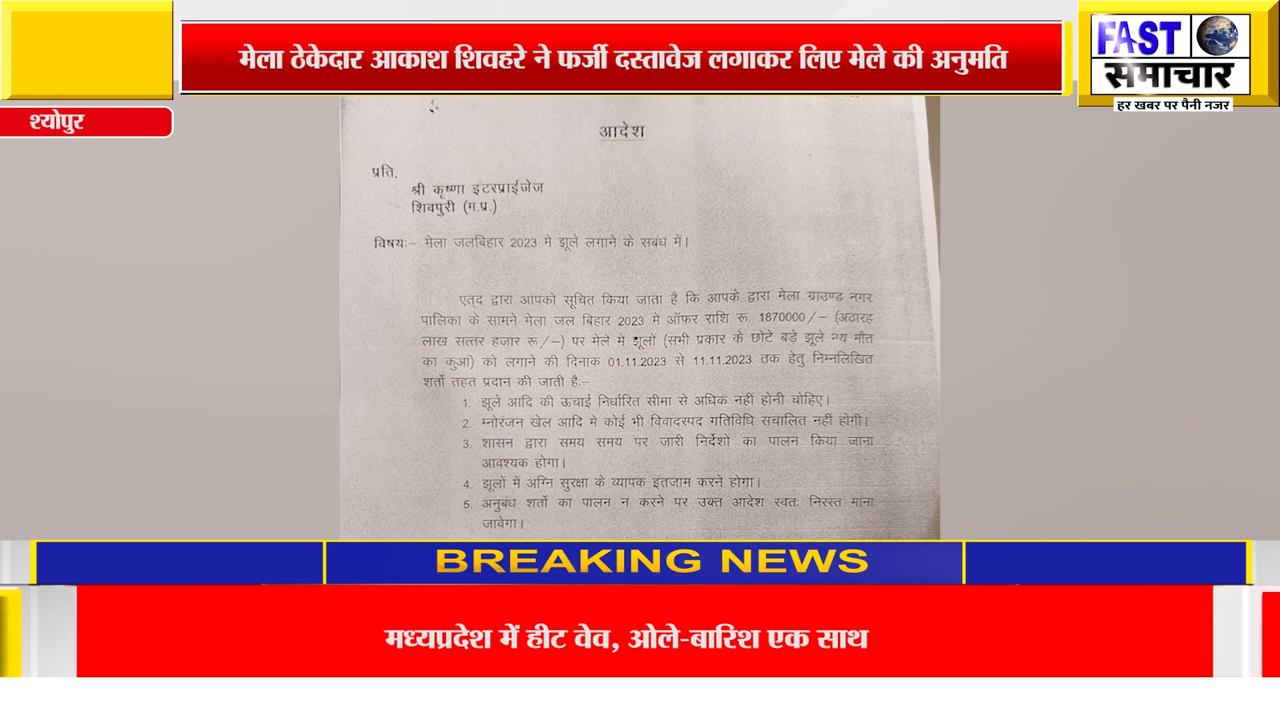 मेला ठेकेदार आकाश शिवहरे ने फर्जी दस्तावेज लगाकर लिए मेले की अनुमति
FAST
समाचार
हर खबर पर पैनी नजर
श्योपुर
आदेश
प्रति,
श्री कृष्णा इंटरप्राईजेज
शिवपुरी (म.प्र.)
विषयः– मेला जलबिहार 2023 मे झूले लगाने के सबंध में।
एतद द्वारा आपको सूचित किया जाता है कि आपके द्वारा मेला ग्राउण्ड नगर
पालिका के सामने मेला जल बिहार 2023 मे ऑफर राशि रू. 1870000/– (अठारह
लाख सत्तर हजार रू/–) पर मेले मे झूलों (सभी प्रकार के छोटे बडे झूले मय मौत
का कुआं) को लगाने की दिनांक 01.11.2023 से 11.11.2023 तक हेतु निम्नलिखित
शर्तो तहत प्रदान की जाती हैः–
1. झूले आदि की ऊचाई निर्धारित सीमा से अधिक नहीं होनी चोहिए।
2. म्नोरंजन खेल आदि मे कोई भी विवादस्पद गतिविधि संचालित नहीं होगी।
3. शासन द्वारा समय समय पर जारी निर्देशों का पालन किया जाना
आवश्यक होगा।
4. झूलों में अग्नि सुरक्षा के व्यापक इंतजाम करने होगा।
5. अनुबंध शर्तो का पालन न करने पर उक्त आदेश स्वतः निरस्त माना
जावेगा।
BREAKING NEWS
मध्यप्रदेश में हीट वेव, ओले-बारिश एक साथ